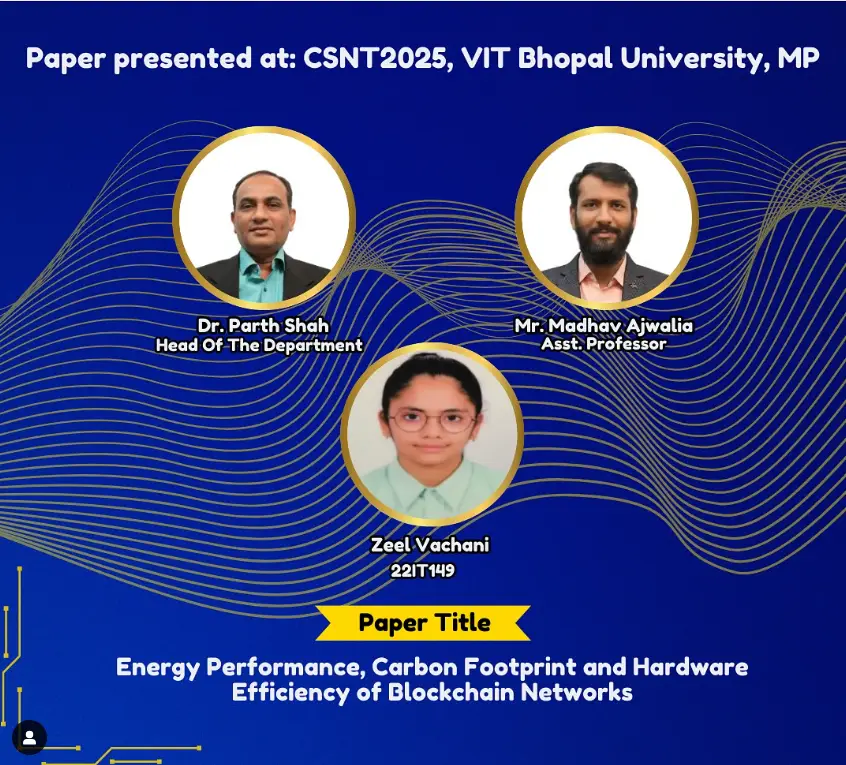 Paper presented at: CSNT2025, VIT Bhopal University, MP
Dr. Parth Shah
Head Of The Department
Mr. Madhav Ajwalia
Asst. Professor
Zeel Vachani
22IT149
Paper Title
Energy Performance, Carbon Footprint and Hardware
Efficiency of Blockchain Networks